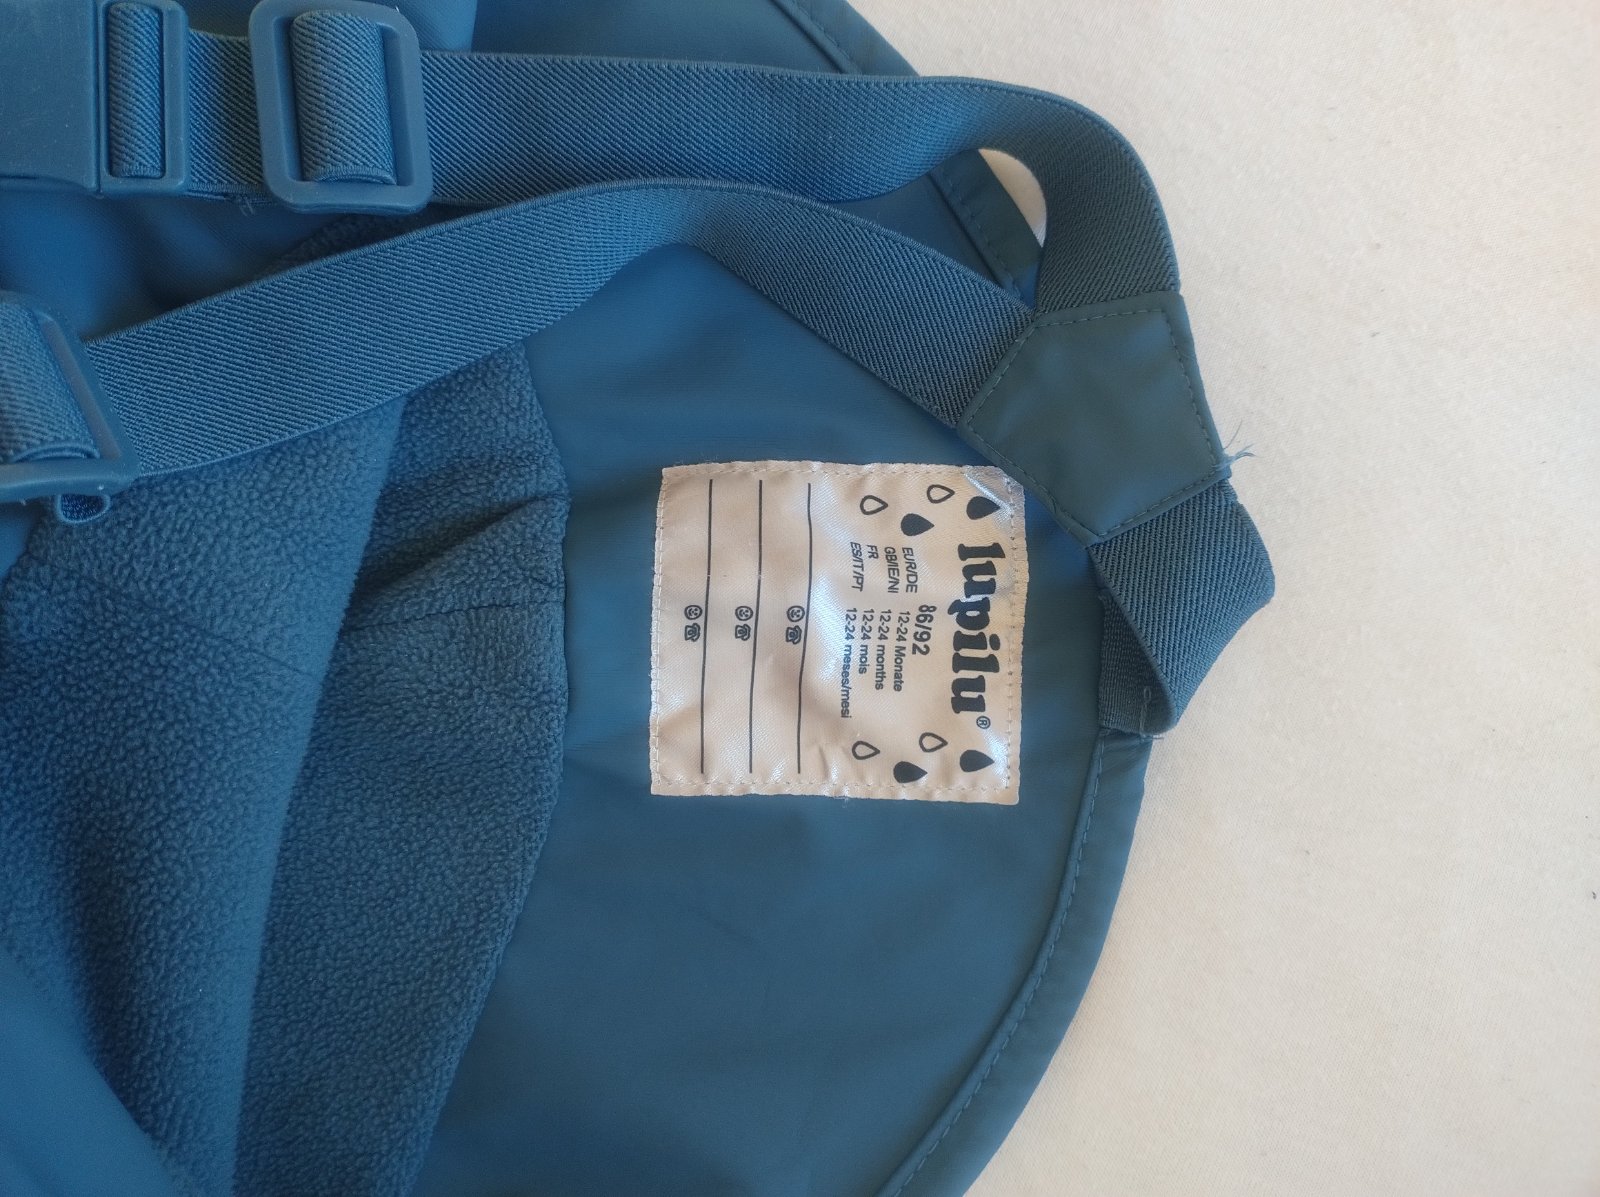 lupilu®
EUR/DE 86/92
12-24 Monate
GB/IE/NI 12-24 months
FR 12-24 mois
ES/IT/PT 12-24 meses/mesi